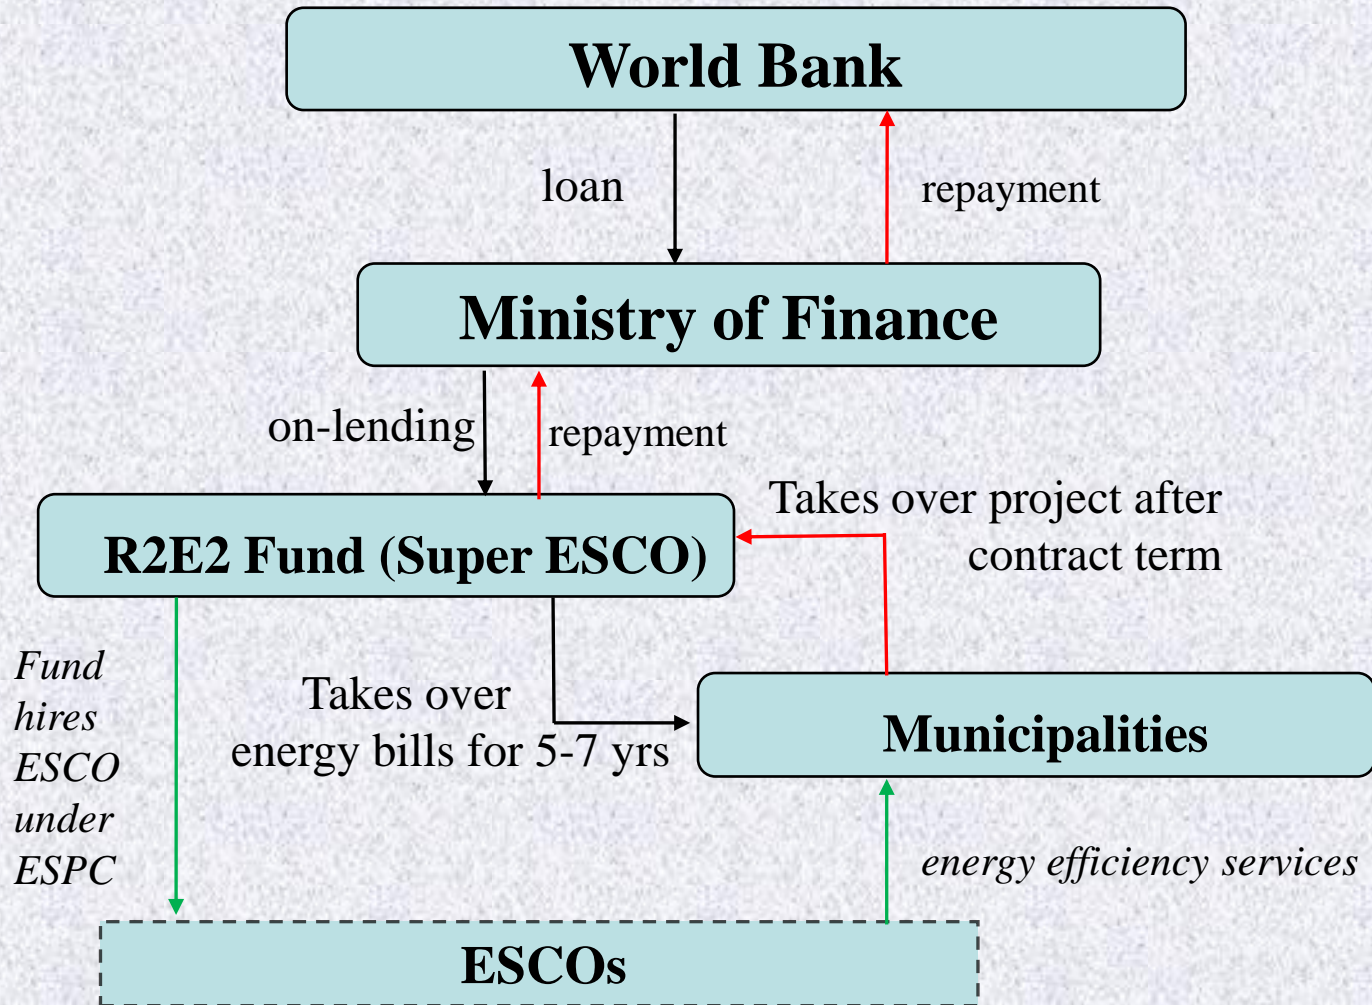 World Bank
loan
repayment
Ministry of Finance
on-lending
repayment
Takes over project after
contract term
R2E2 Fund (Super ESCO)
Fund
hires
ESCO
under
ESPC
Takes over
energy bills for 5-7 yrs
Municipalities
energy efficiency services
ESCOs